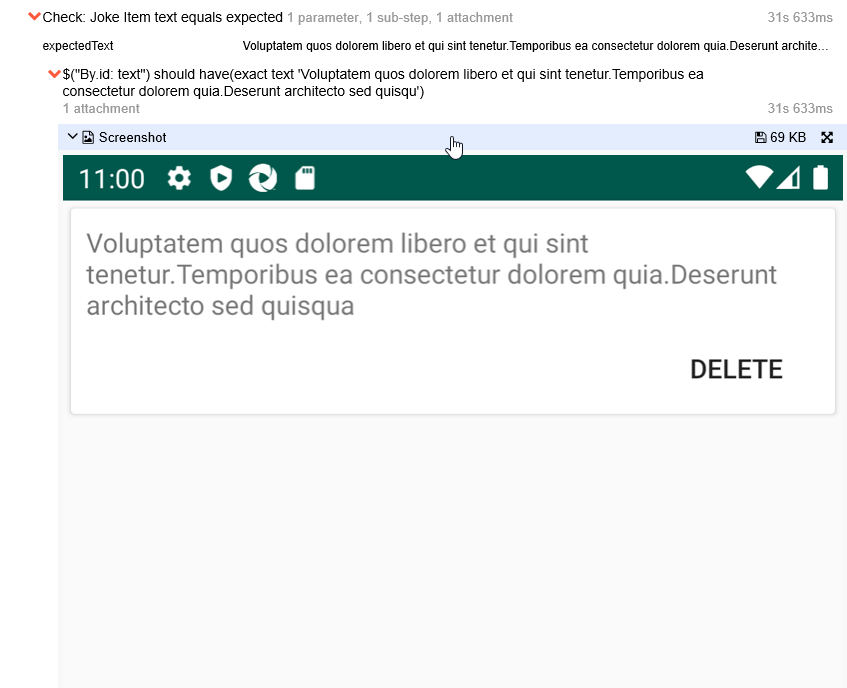 Check: Joke Item text equals expected 1 parameter, 1 sub-step, 1 attachment 31s 633ms
expectedText Voluptatem quos dolorem libero et qui sint tenetur.Temporibus ea consectetur dolorem quia.Deserunt archite...
$("By.id: text") should have(exact text 'Voluptatem quos dolorem libero et qui sint tenetur.Temporibus ea
consectetur dolorem quia.Deserunt architecto sed quisqu')
1 attachment 31s 633ms
Screenshot 69 KB
11:00
Voluptatem quos dolorem libero et qui sint
tenetur.Temporibus ea consectetur dolorem quia.Deserunt
architecto sed quisqua
DELETE